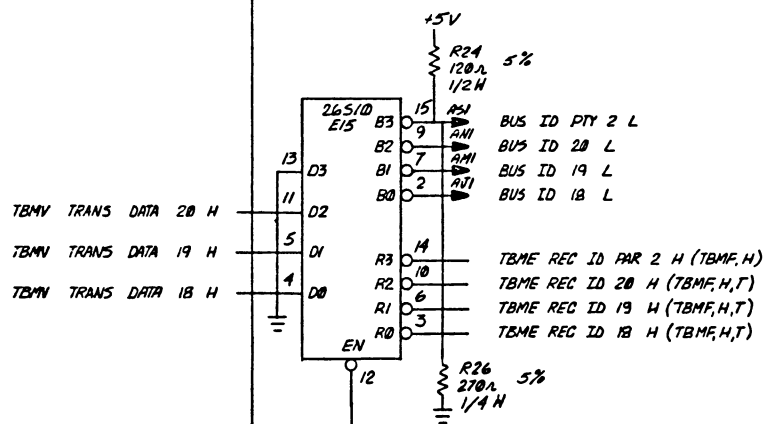 +5V
R24 5%
120Ω
1/2 W
26S10
E15
B3 15 AS1 BUS ID PTY 2 L
B2 9 AN1 BUS ID 20 L
13 D3
B1 7 AM1 BUS ID 19 L
B0 2 AJ1 BUS ID 18 L
TBMV TRANS DATA 20 H 11 D2
TBMV TRANS DATA 19 H 5 D1
R3 14 TBME REC ID PAR 2 H (TBMF,H)
R2 10 TBME REC ID 20 H (TBMF,H,T)
TBMV TRANS DATA 18 H 4 D0
R1 6 TBME REC ID 19 H (TBMF,H,T)
R0 3 TBME REC ID 18 H (TBMF,H,T)
EN
12
R26 5%
270Ω
1/4 W